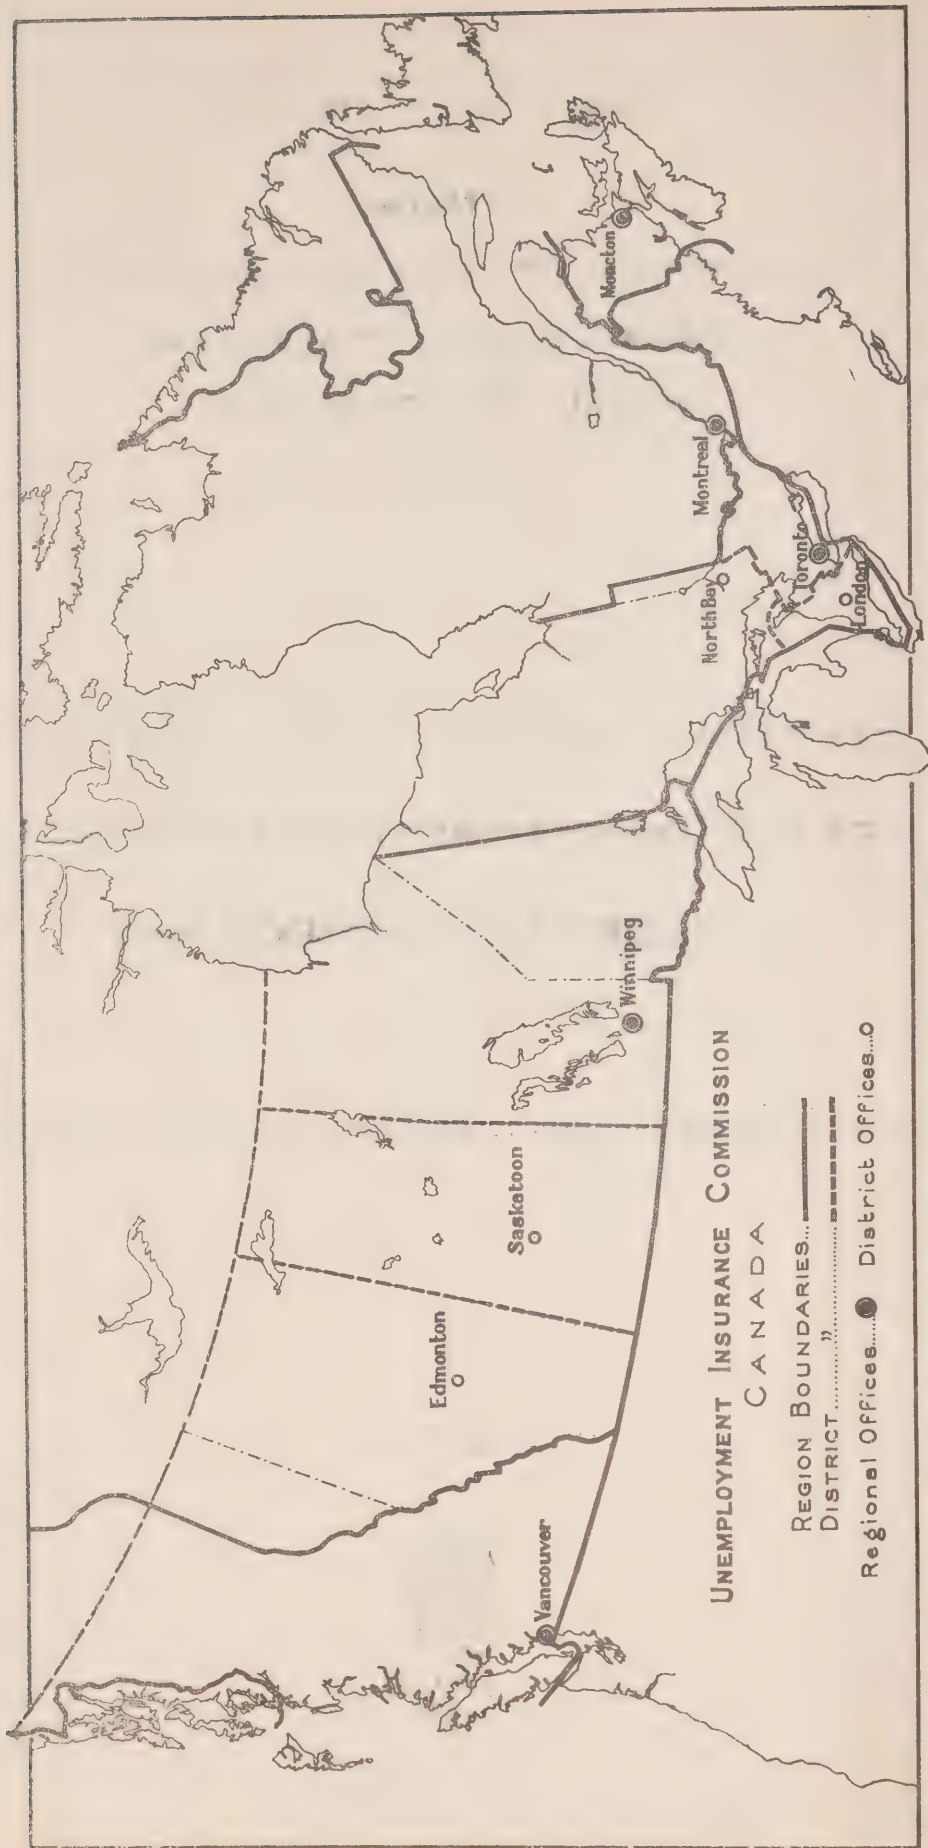 Moncton
Montreal
North Bay
Toronto
London
Winnipeg
Saskatoon
Edmonton
Vancouver
UNEMPLOYMENT INSURANCE COMMISSION
CANADA
REGION BOUNDARIES...
DISTRICT ......... " .........
Regional Offices..... District Offices...o